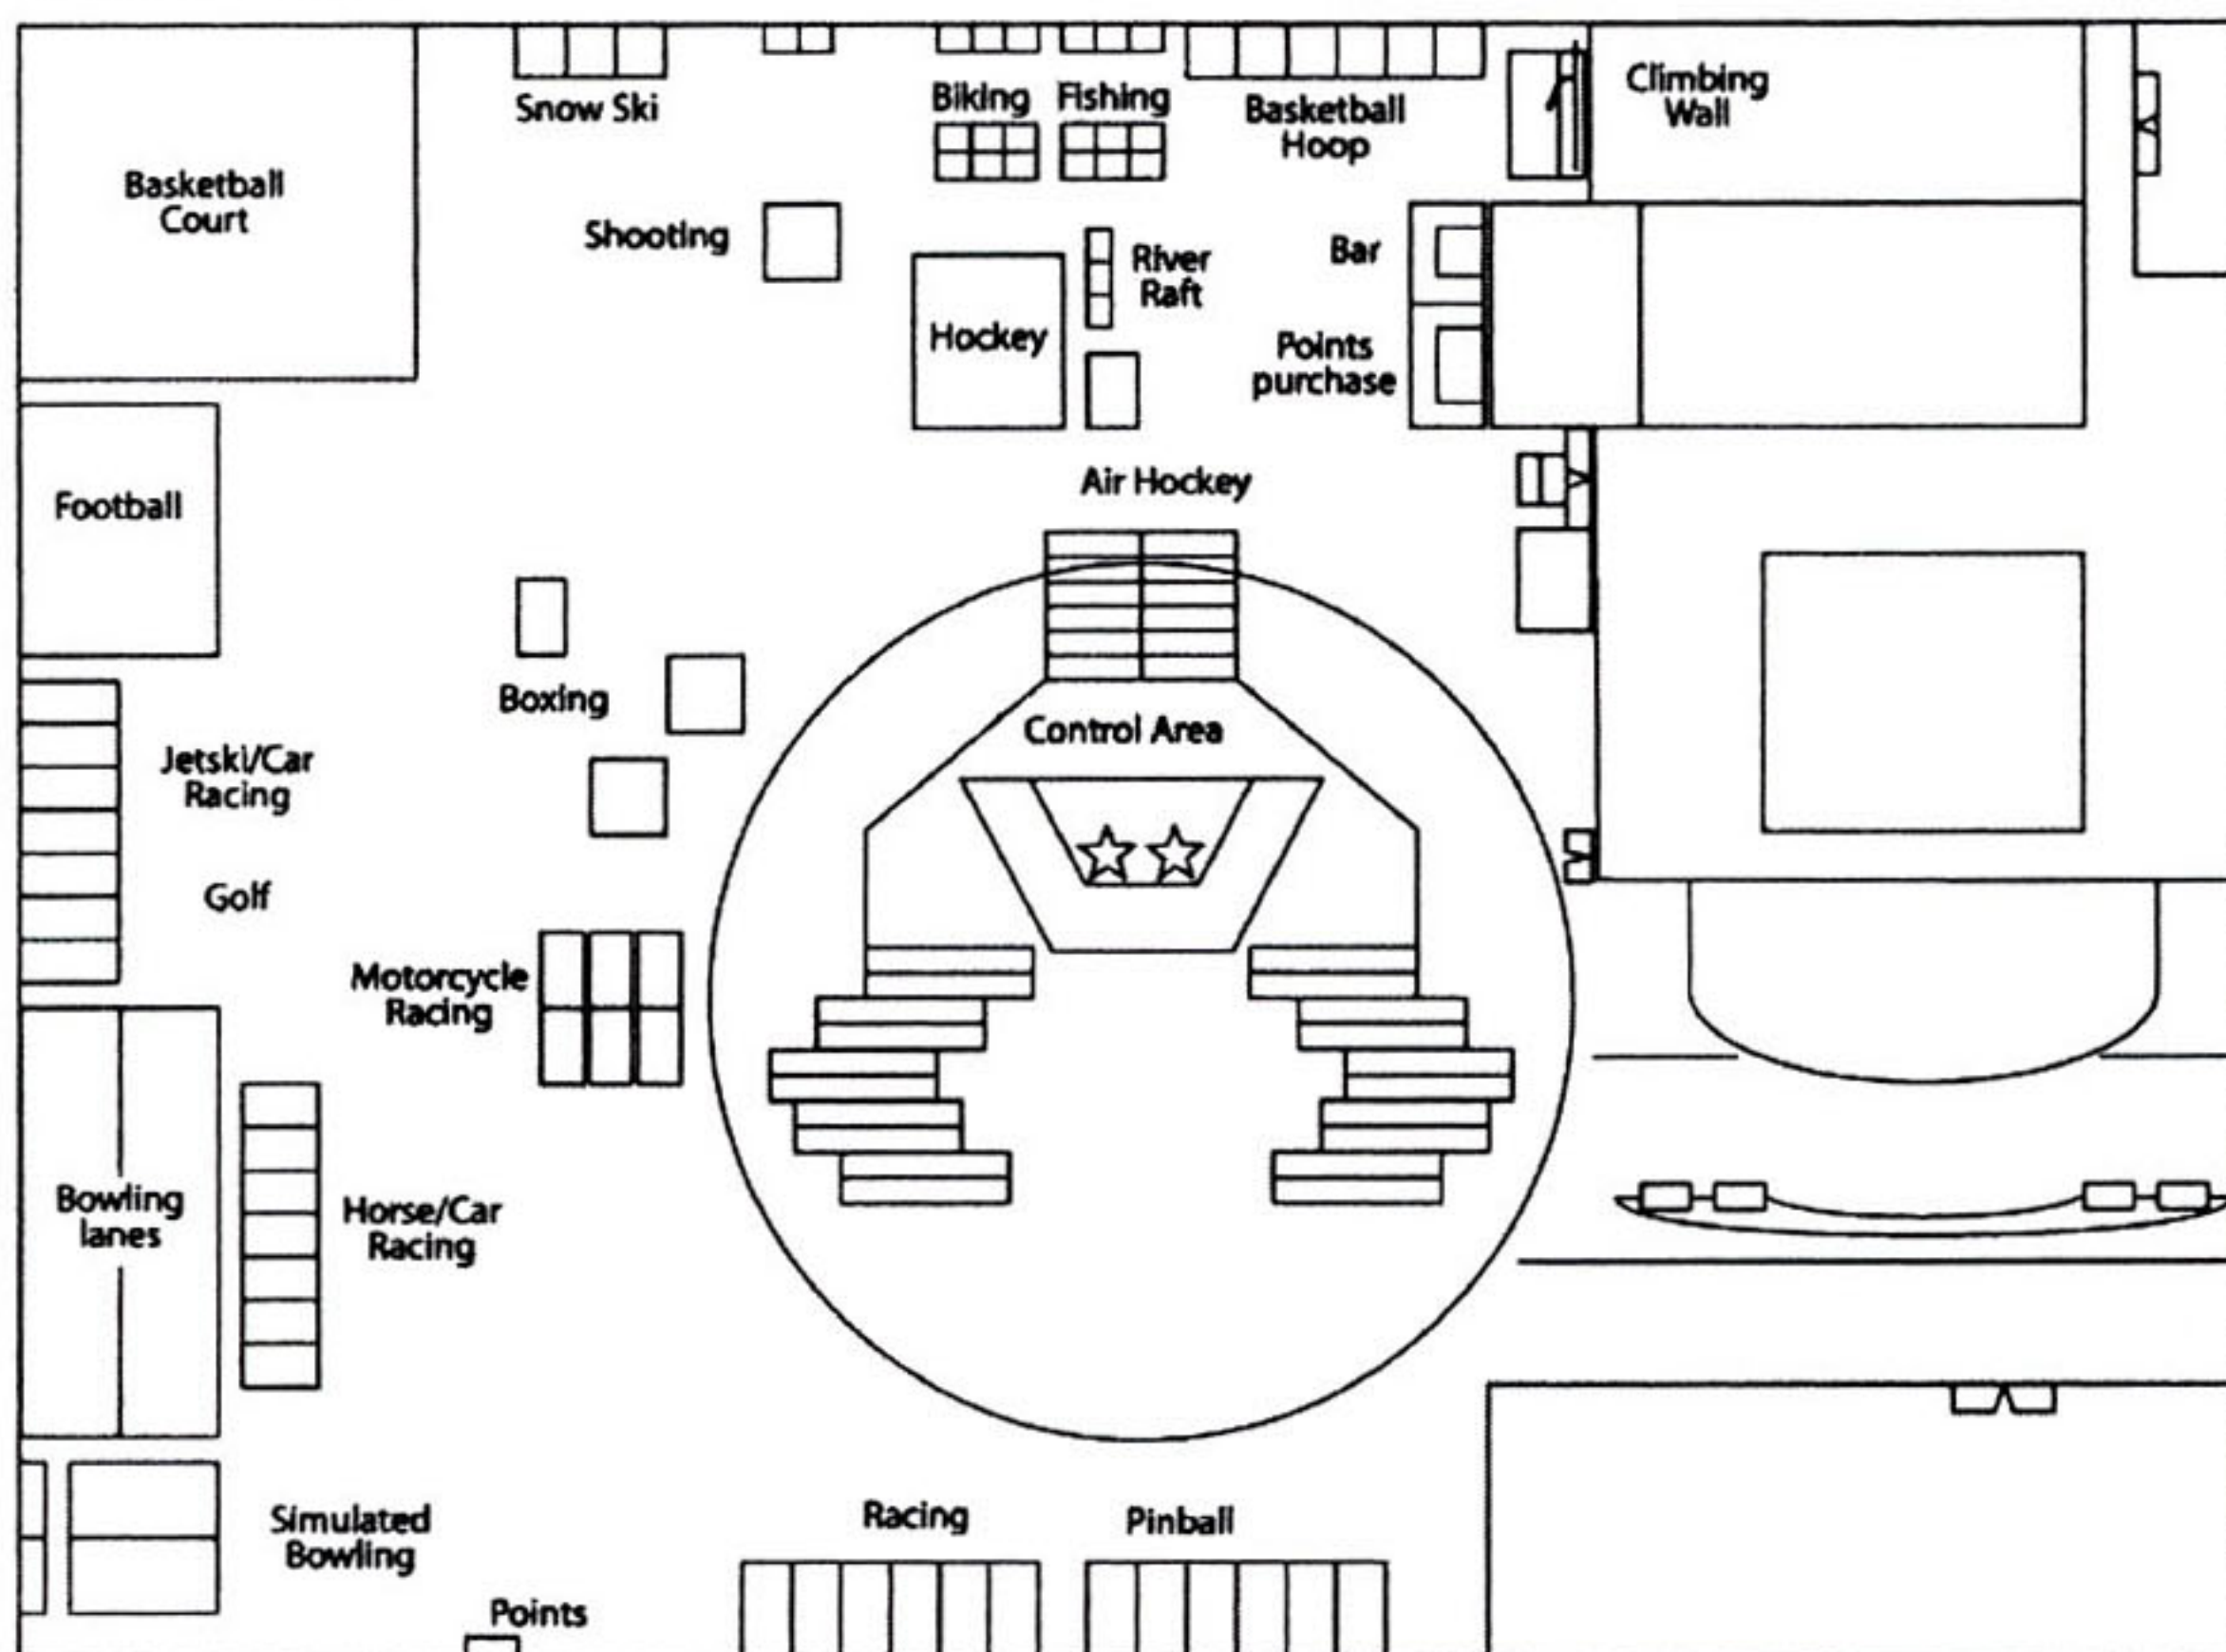 Snow Ski
Biking
Fishing
Basketball
Hoop
Climbing
Wall
Basketball
Court
Shooting
River
Raft
Bar
Hockey
Points
purchase
Air Hockey
Football
Boxing
Control Area
Jetski/Car
Racing
Golf
Motorcycle
Racing
Bowling
lanes
Horse/Car
Racing
Simulated
Bowling
Racing
Pinball
Points